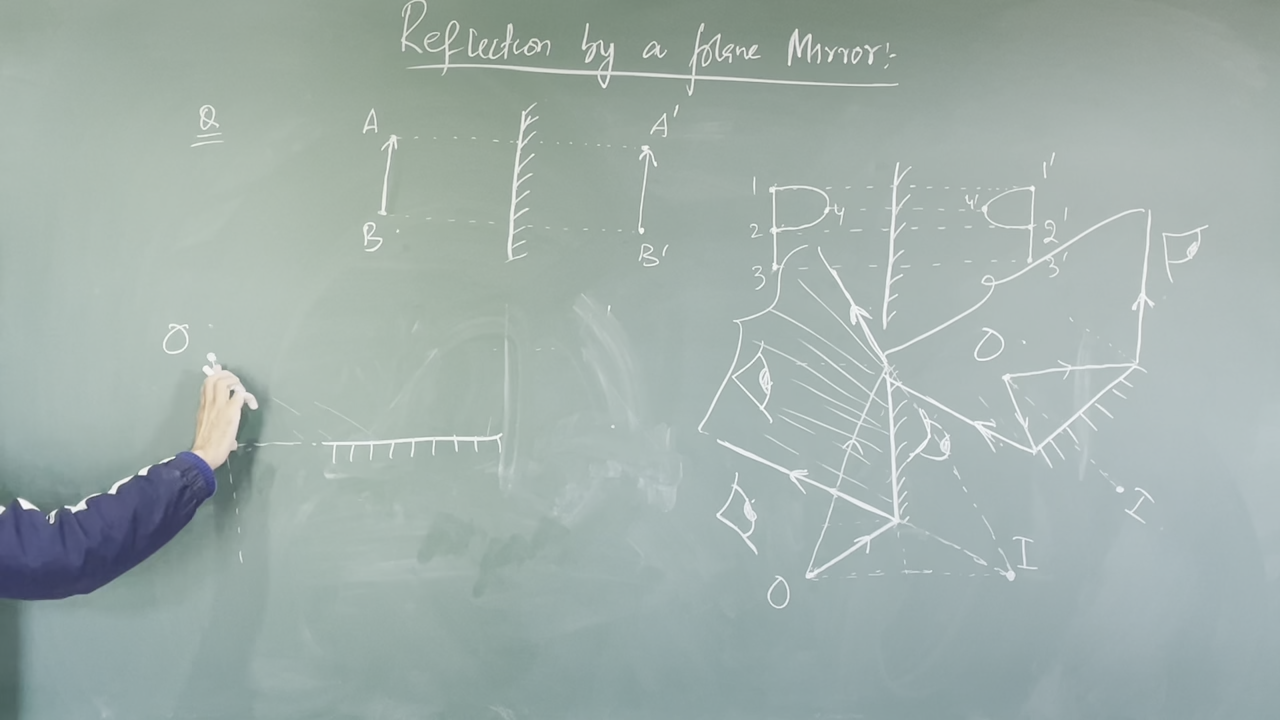 Reflection by a plane Mirror:-
Q
A
A'
B
B'
1
1'
4
4'
2
2'
3
3'
O
O
I
O
I